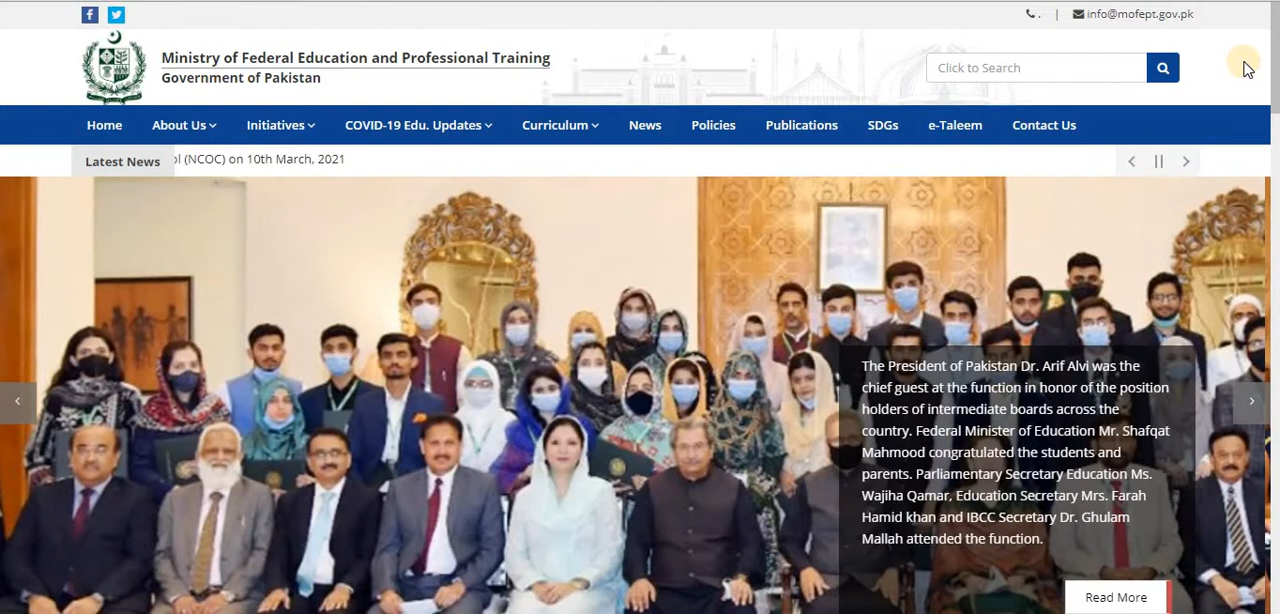 . | info@mofept.gov.pk
Ministry of Federal Education and Professional Training
Government of Pakistan
Click to Search
Home About Us Initiatives COVID-19 Edu. Updates Curriculum News Policies Publications SDGs e-Taleem Contact Us
Latest News (NCOC) on 10th March, 2021
The President of Pakistan Dr. Arif Alvi was the
chief guest at the function in honor of the position
holders of intermediate boards across the
country. Federal Minister of Education Mr. Shafqat
Mahmood congratulated the students and
parents. Parliamentary Secretary Education Ms.
Wajiha Qamar, Education Secretary Mrs. Farah
Hamid khan and IBCC Secretary Dr. Ghulam
Mallah attended the function.
Read More